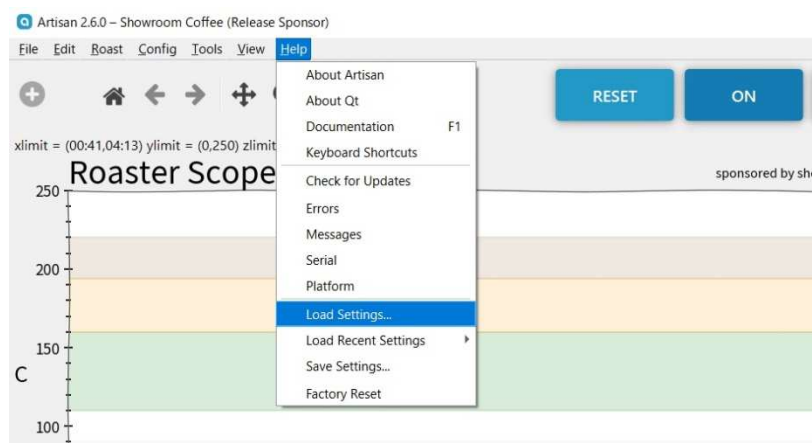 Artisan 2.6.0 – Showroom Coffee (Release Sponsor)
File Edit Roast Config Tools View Help
RESET ON
xlimit = (00:41,04:13) ylimit = (0,250) zlimit
Roaster Scope
sponsored by sh
About Artisan
About Qt
Documentation F1
Keyboard Shortcuts
Check for Updates
Errors
Messages
Serial
Platform
Load Settings...
Load Recent Settings
Save Settings...
Factory Reset
250
200
150
C
100